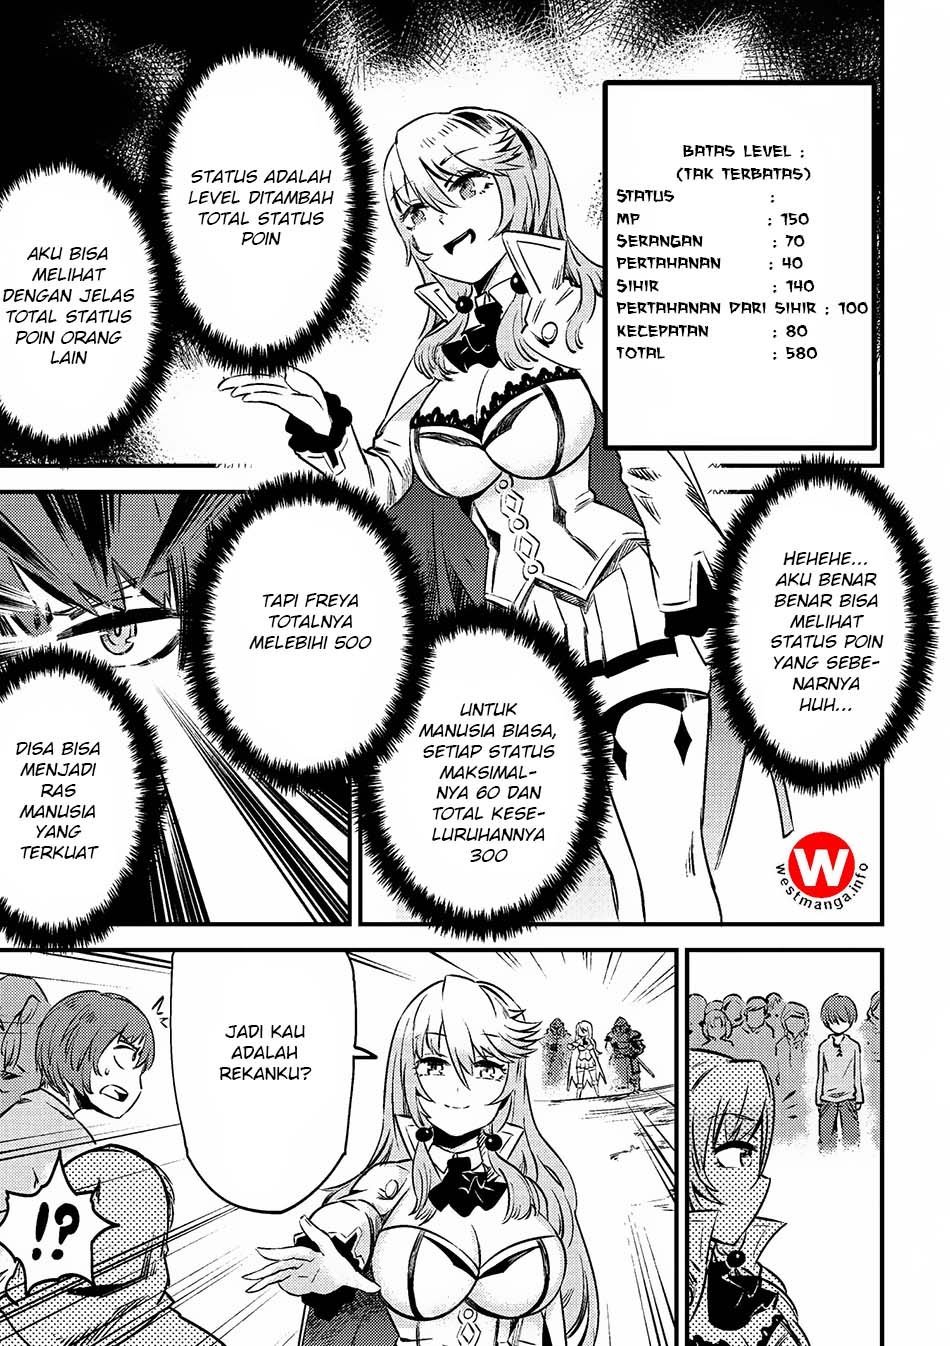 BATAS LEVEL :
(TAK TERBATAS)
STATUS :
MP : 150
SERANGAN : 70
PERTAHANAN : 40
SIHIR : 140
PERTAHANAN DARI SIHIR : 100
KECEPATAN : 80
TOTAL : 580
STATUS ADALAH
LEVEL DITAMBAH
TOTAL STATUS
POIN
AKU BISA
MELIHAT
DENGAN JELAS
TOTAL STATUS
POIN ORANG
LAIN
HEHEHE...
AKU BENAR
BENAR BISA
MELIHAT
STATUS POIN
YANG SEBE-
NARNYA
HUH...
UNTUK
MANUSIA BIASA,
SETIAP STATUS
MAKSIMAL-
NYA 60 DAN
TOTAL KESE-
LURUHANNYA
300
TAPI FREYA
TOTALNYA
MELEBIHI 500
DISA BISA
MENJADI
RAS
MANUSIA
YANG
TERKUAT
W
westmanga.info
JADI KAU
ADALAH
REKANKU?
!?